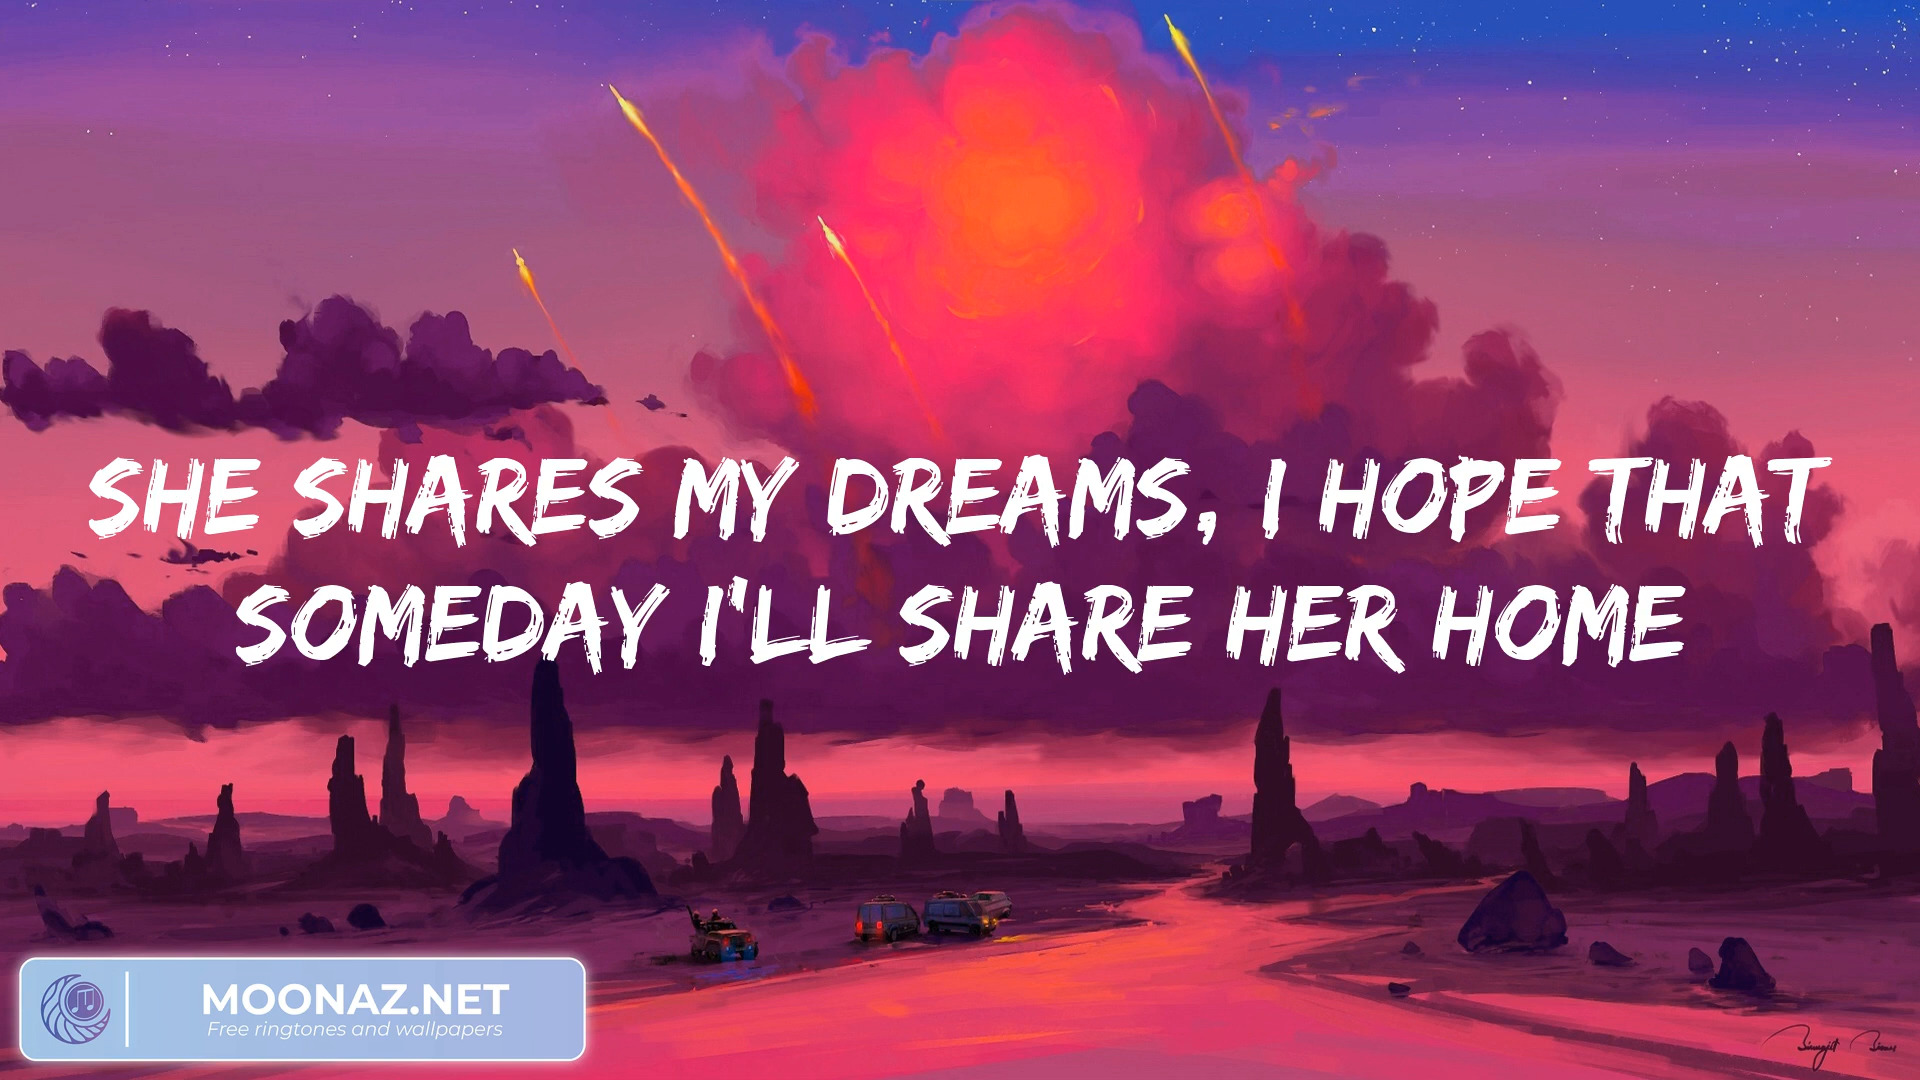 SHE SHARES MY DREAMS, I HOPE THAT
SOMEDAY I'LL SHARE HER HOME
MOONAZ.NET
Free ringtones and wallpapers